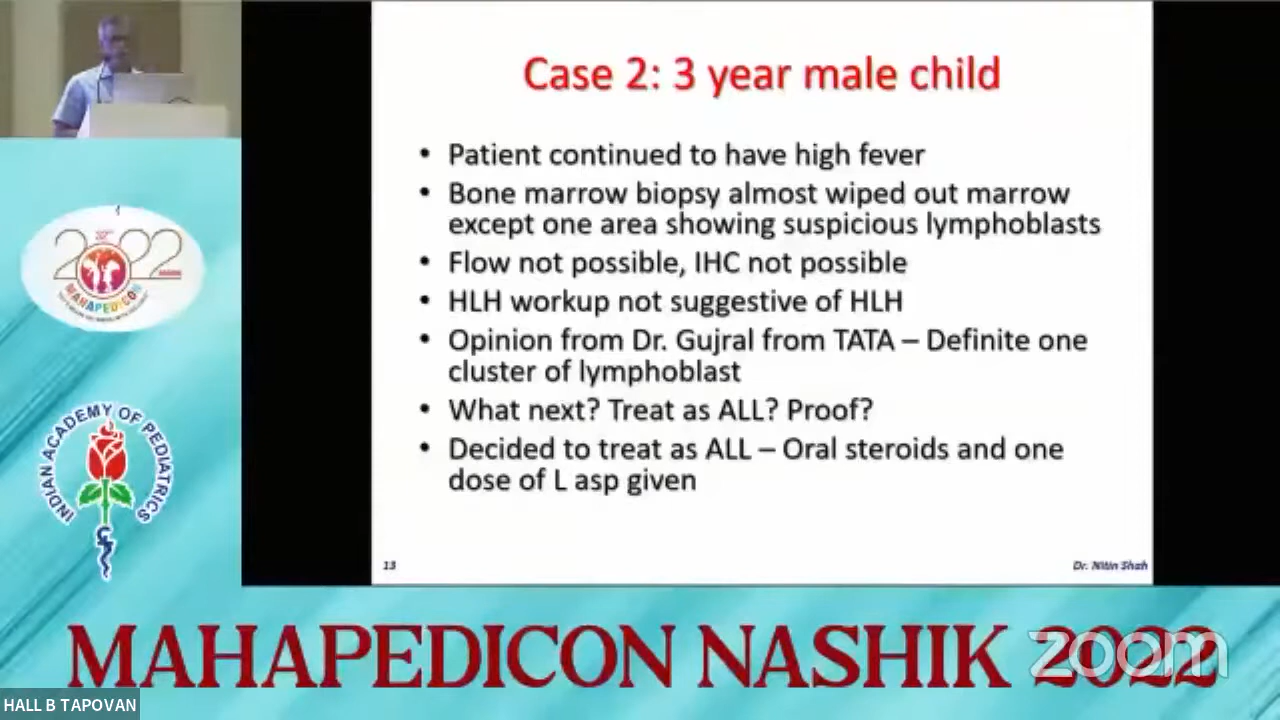 Case 2: 3 year male child
• Patient continued to have high fever
• Bone marrow biopsy almost wiped out marrow
except one area showing suspicious lymphoblasts
• Flow not possible, IHC not possible
• HLH workup not suggestive of HLH
• Opinion from Dr. Gujral from TATA – Definite one
cluster of lymphoblast
• What next? Treat as ALL? Proof?
• Decided to treat as ALL – Oral steroids and one
dose of L asp given
13
Dr. Nitin Shah
2022
MAHAPEDICON
INDIAN ACADEMY OF PEDIATRICS
MAHAPEDICON NASHIK 2022
zoom
HALL B TAPOVAN